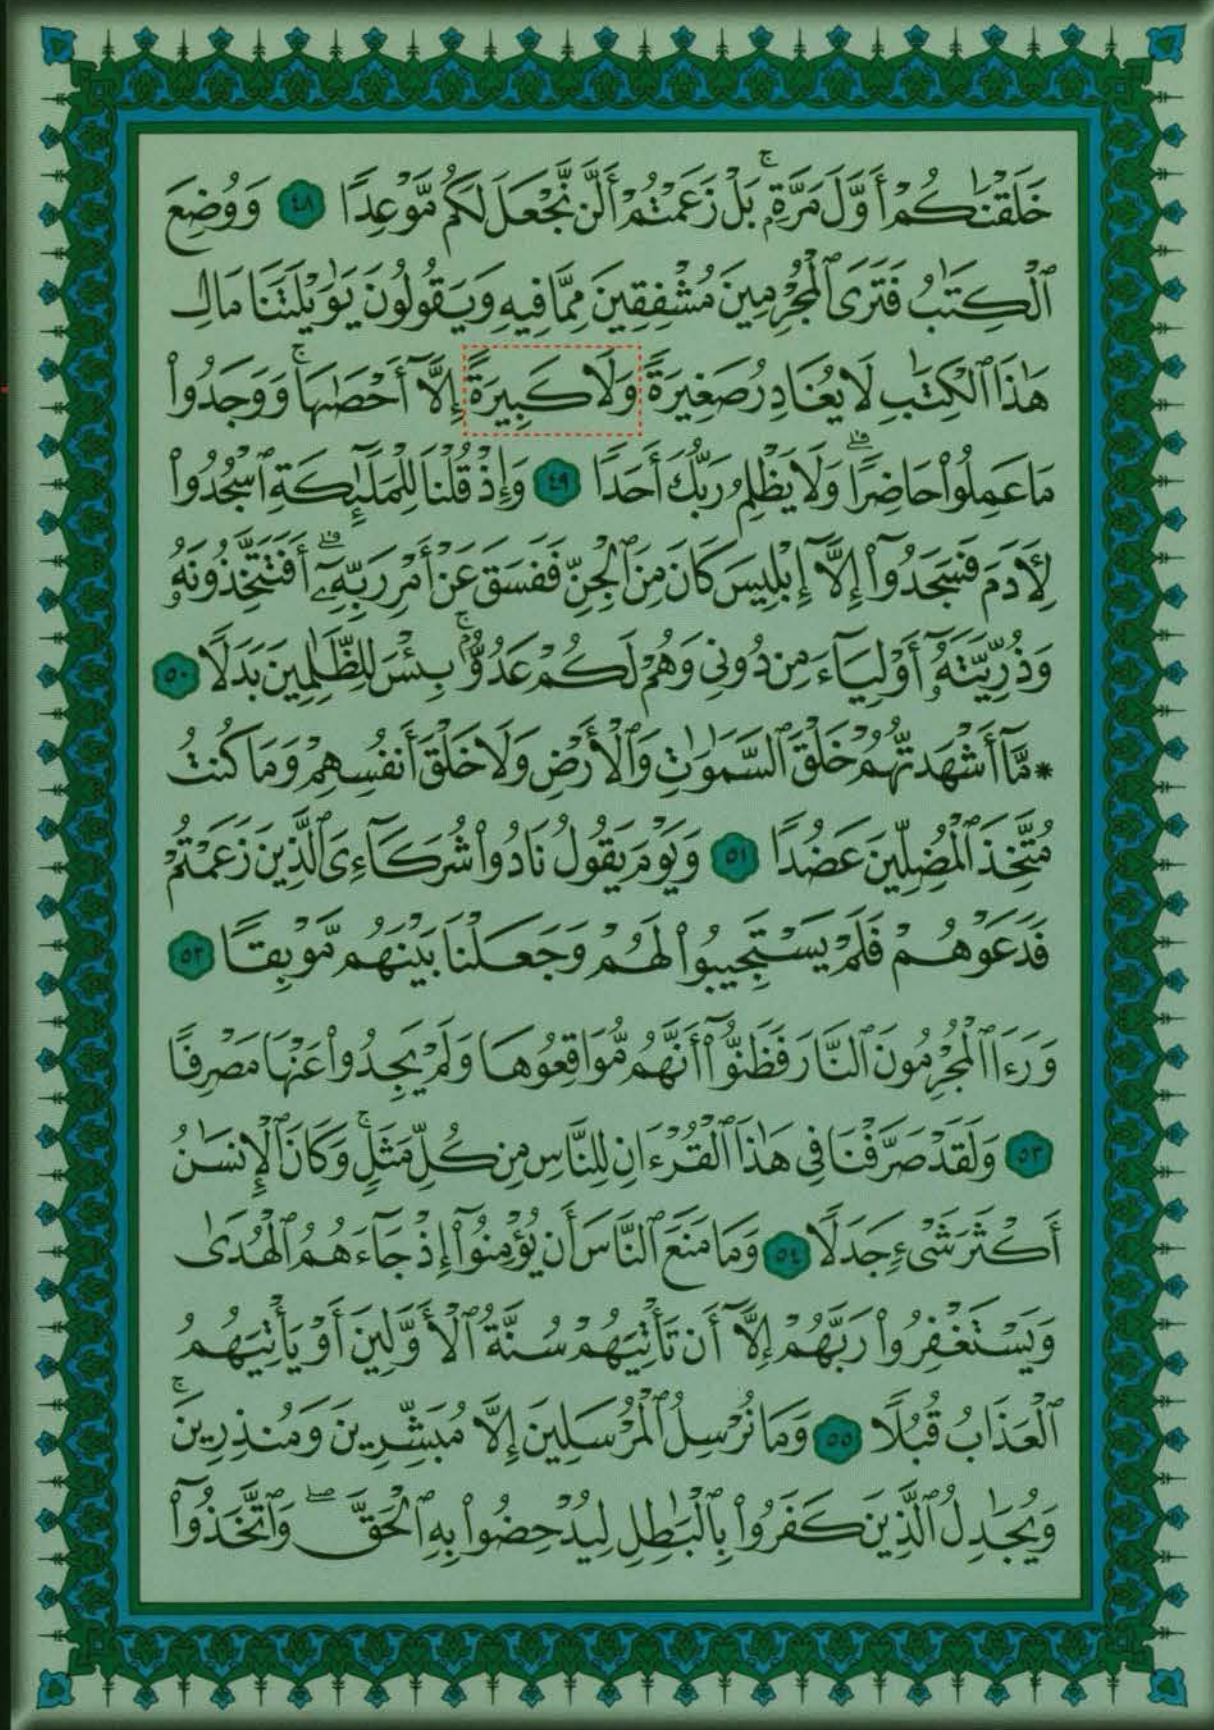 خَلَقْنَٰكُمْ أَوَّلَ مَرَّةٍۭ ۚ بَلْ زَعَمْتُمْ أَلَّن نَّجْعَلَ لَكُم مَّوْعِدًا ٤٨ وَوُضِعَ
ٱلْكِتَٰبُ فَتَرَى ٱلْمُجْرِمِينَ مُشْفِقِينَ مِمَّا فِيهِ وَيَقُولُونَ يَٰوَيْلَتَنَا مَالِ
هَٰذَا ٱلْكِتَٰبِ لَا يُغَادِرُ صَغِيرَةً وَلَا كَبِيرَةً إِلَّآ أَحْصَىٰهَا ۚ وَوَجَدُوا۟
مَا عَمِلُوا۟ حَاضِرًا ۗ وَلَا يَظْلِمُ رَبُّكَ أَحَدًا ٤٩ وَإِذْ قُلْنَا لِلْمَلَٰٓئِكَةِ ٱسْجُدُوا۟
لِءَادَمَ فَسَجَدُوٓا۟ إِلَّآ إِبْلِيسَ كَانَ مِنَ ٱلْجِنِّ فَفَسَقَ عَنْ أَمْرِ رَبِّهِۦٓ ۗ أَفَتَتَّخِذُونَهُۥ
وَذُرِّيَّتَهُۥٓ أَوْلِيَآءَ مِن دُونِى وَهُمْ لَكُمْ عَدُوٌّۢ ۚ بِئْسَ لِلظَّٰلِمِينَ بَدَلًا ٥٠
* مَّآ أَشْهَدتُّهُمْ خَلْقَ ٱلسَّمَٰوَٰتِ وَٱلْأَرْضِ وَلَا خَلْقَ أَنفُسِهِمْ وَمَا كُنتُ
مُتَّخِذَ ٱلْمُضِلِّينَ عَضُدًا ٥١ وَيَوْمَ يَقُولُ نَادُوا۟ شُرَكَآءِىَ ٱلَّذِينَ زَعَمْتُمْ
فَدَعَوْهُمْ فَلَمْ يَسْتَجِيبُوا۟ لَهُمْ وَجَعَلْنَا بَيْنَهُم مَّوْبِقًا ٥٢
وَرَءَا ٱلْمُجْرِمُونَ ٱلنَّارَ فَظَنُّوٓا۟ أَنَّهُم مُّوَاقِعُوهَا وَلَمْ يَجِدُوا۟ عَنْهَا مَصْرِفًا
٥٣ وَلَقَدْ صَرَّفْنَا فِى هَٰذَا ٱلْقُرْءَانِ لِلنَّاسِ مِن كُلِّ مَثَلٍ ۚ وَكَانَ ٱلْإِنسَٰنُ
أَكْثَرَ شَىْءٍ جَدَلًا ٥٤ وَمَا مَنَعَ ٱلنَّاسَ أَن يُؤْمِنُوٓا۟ إِذْ جَآءَهُمُ ٱلْهُدَىٰ
وَيَسْتَغْفِرُوا۟ رَبَّهُمْ إِلَّآ أَن تَأْتِيَهُمْ سُنَّةُ ٱلْأَوَّلِينَ أَوْ يَأْتِيَهُمُ
ٱلْعَذَابُ قُبُلًا ٥٥ وَمَا نُرْسِلُ ٱلْمُرْسَلِينَ إِلَّا مُبَشِّرِينَ وَمُنذِرِينَ ۚ
وَيُجَٰدِلُ ٱلَّذِينَ كَفَرُوا۟ بِٱلْبَٰطِلِ لِيُدْحِضُوا۟ بِهِ ٱلْحَقَّ ۖ وَٱتَّخَذُوٓا۟